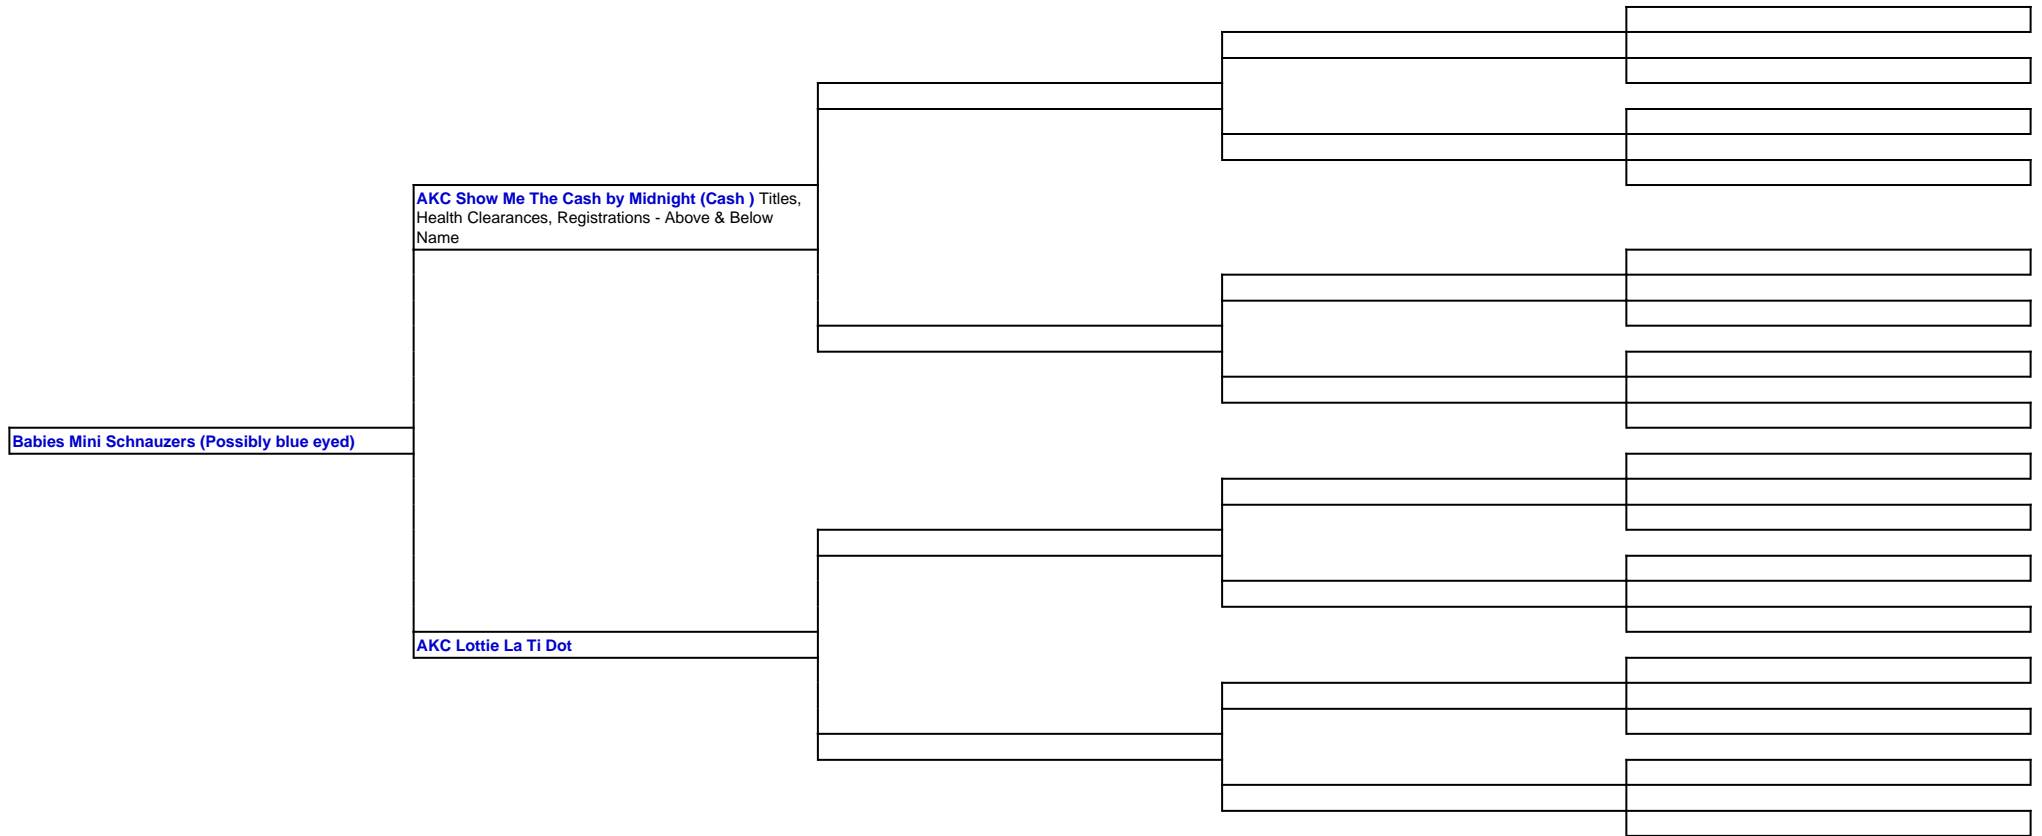 AKC Show Me The Cash by Midnight (Cash ) Titles,
Health Clearances, Registrations - Above & Below
Name
Babies Mini Schnauzers (Possibly blue eyed)
AKC Lottie La Ti Dot